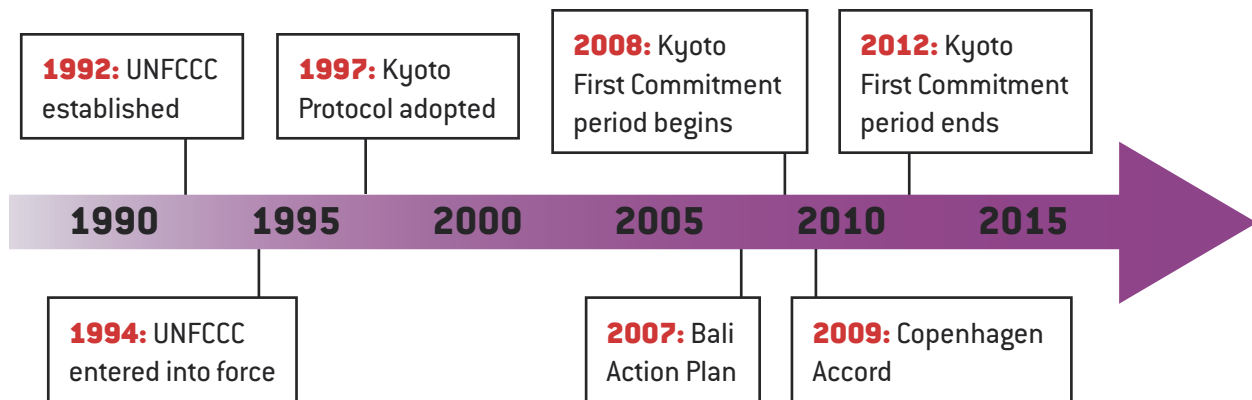 1992: UNFCCC
established
1997: Kyoto
Protocol adopted
2008: Kyoto
First Commitment
period begins
2012: Kyoto
First Commitment
period ends
1990 1995 2000 2005 2010 2015
1994: UNFCCC
entered into force
2007: Bali
Action Plan
2009: Copenhagen
Accord